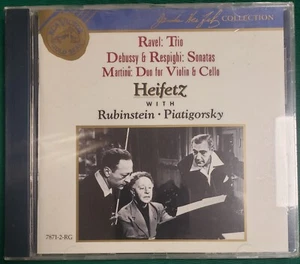 COLLECTION
Ravel: Trio
Debussy & Respighi: Sonatas
Martinů: Duo for Violin & Cello
Heifetz
WITH
Rubinstein · Piatigorsky
7871-2-RG